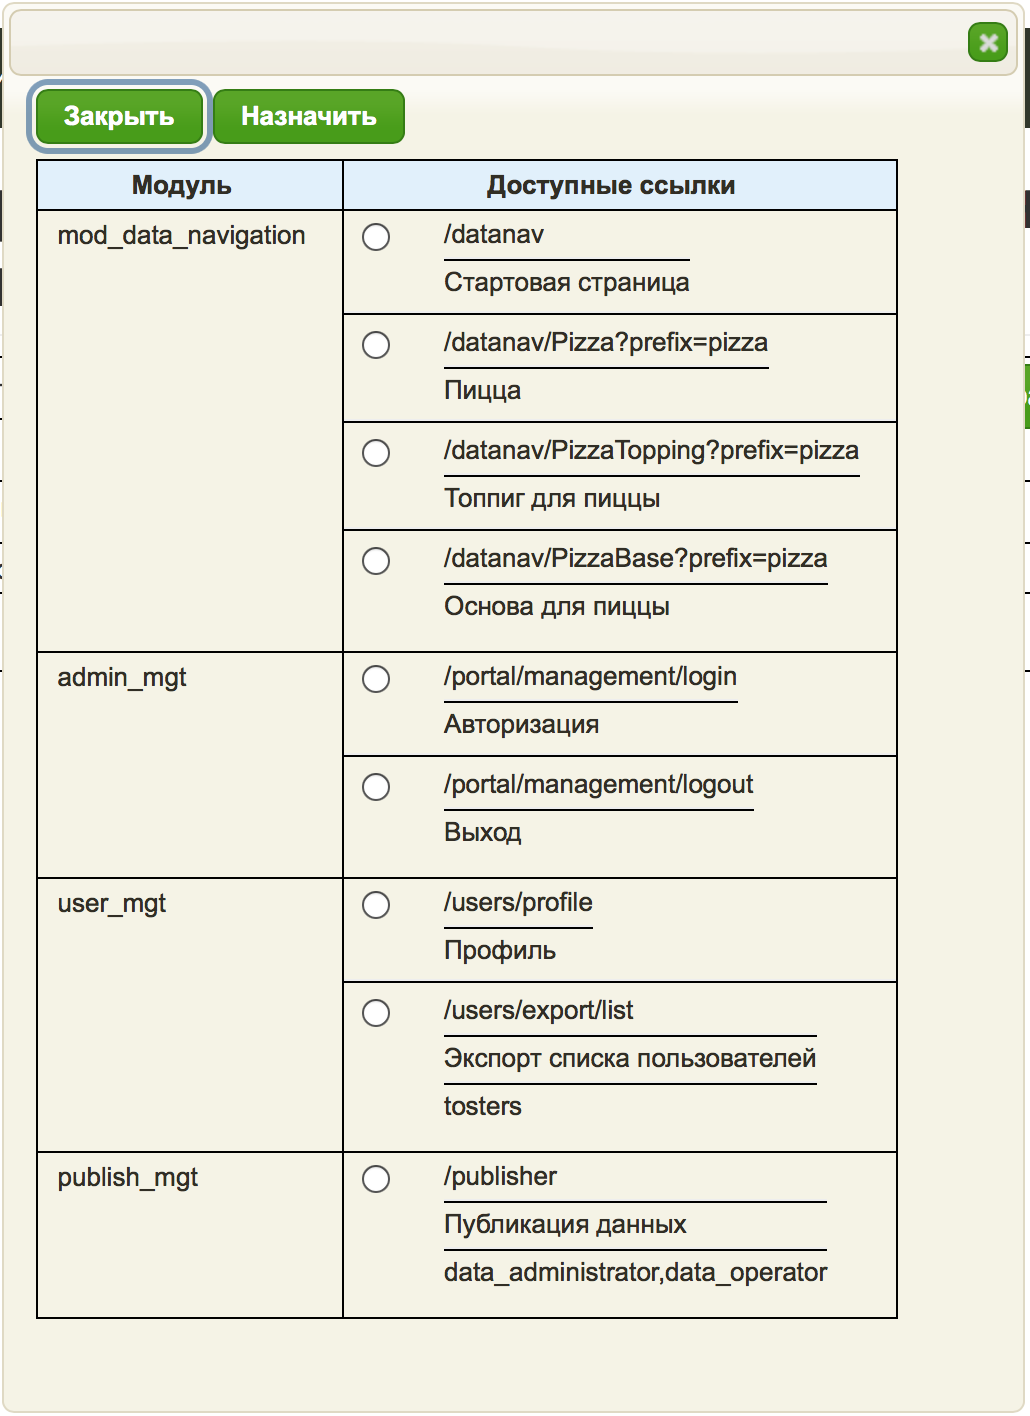 Закрыть Назначить
Модуль Доступные ссылки
mod_data_navigation /datanav
Стартовая страница
/datanav/Pizza?prefix=pizza
Пицца
/datanav/PizzaTopping?prefix=pizza
Топпиг для пиццы
/datanav/PizzaBase?prefix=pizza
Основа для пиццы
admin_mgt /portal/management/login
Авторизация
/portal/management/logout
Выход
user_mgt /users/profile
Профиль
/users/export/list
Экспорт списка пользователей
tosters
publish_mgt /publisher
Публикация данных
data_administrator,data_operator